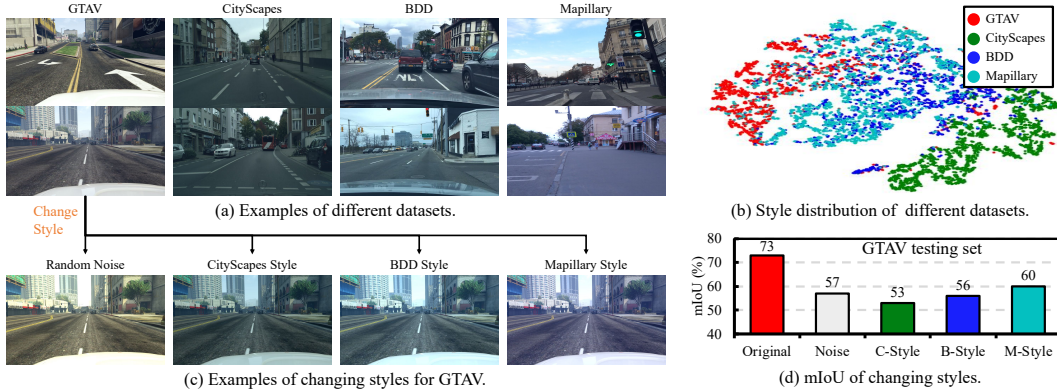 GTAV CityScapes BDD Mapillary
(a) Examples of different datasets.
Change
Style
Random Noise CityScapes Style BDD Style Mapillary Style
(c) Examples of changing styles for GTAV.
GTAV
CityScapes
BDD
Mapillary
(b) Style distribution of different datasets.
GTAV testing set
mIoU (%)
80
70
60
50
40
73
57
53
56
60
Original Noise C-Style B-Style M-Style
(d) mIoU of changing styles.